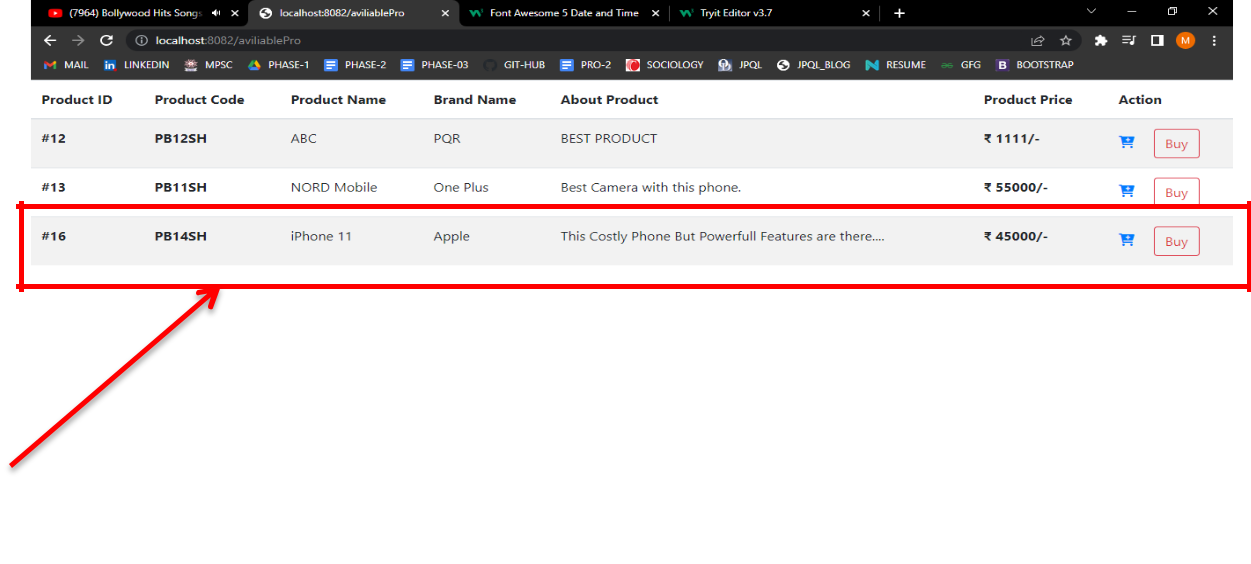 (7964) Bollywood Hits Songs localhost:8082/aviliablePro Font Awesome 5 Date and Time Tryit Editor v3.7
localhost:8082/aviliablePro M
MAIL LINKEDIN MPSC PHASE-1 PHASE-2 PHASE-03 GIT-HUB PRO-2 SOCIOLOGY JPQL JPQL_BLOG RESUME GFG B BOOTSTRAP
Product ID Product Code Product Name Brand Name About Product Product Price Action
#12 PB12SH ABC PQR BEST PRODUCT ₹ 1111/- Buy
#13 PB11SH NORD Mobile One Plus Best Camera with this phone. ₹ 55000/- Buy
#16 PB14SH iPhone 11 Apple This Costly Phone But Powerfull Features are there.... ₹ 45000/- Buy